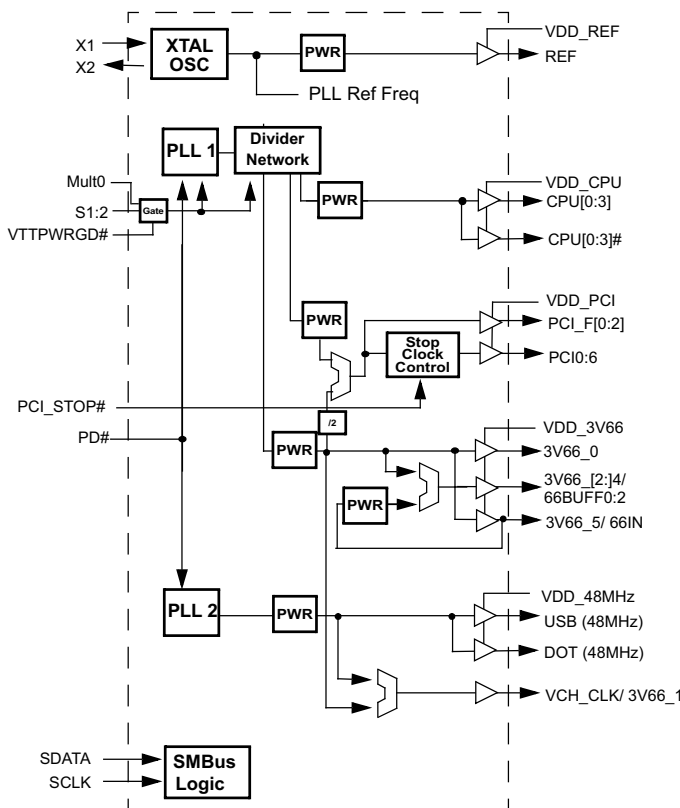 X1
X2
XTAL
OSC
PWR
VDD_REF
REF
PLL Ref Freq
PLL 1
Divider
Network
Mult0
S1:2
VTTPWRGD#
Gate
PWR
VDD_CPU
CPU[0:3]
CPU[0:3]#
PWR
Stop
Clock
Control
VDD_PCI
PCI_F[0:2]
PCI0:6
PCI_STOP#
/2
PD#
PWR
VDD_3V66
3V66_0
3V66_[2:]4/
66BUFF0:2
PWR
3V66_5/ 66IN
PLL 2
PWR
VDD_48MHz
USB (48MHz)
DOT (48MHz)
VCH_CLK/ 3V66_1
SDATA
SCLK
SMBus
Logic